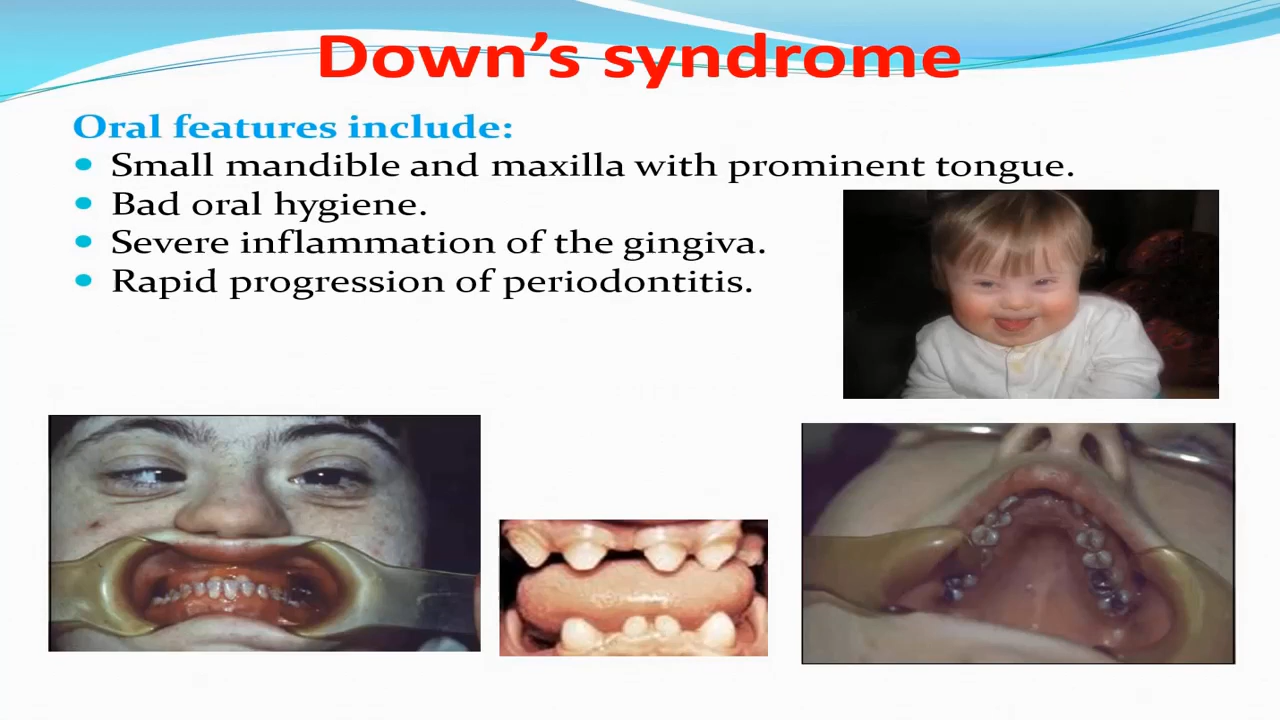 Down’s syndrome
Oral features include:
• Small mandible and maxilla with prominent tongue.
• Bad oral hygiene.
• Severe inflammation of the gingiva.
• Rapid progression of periodontitis.